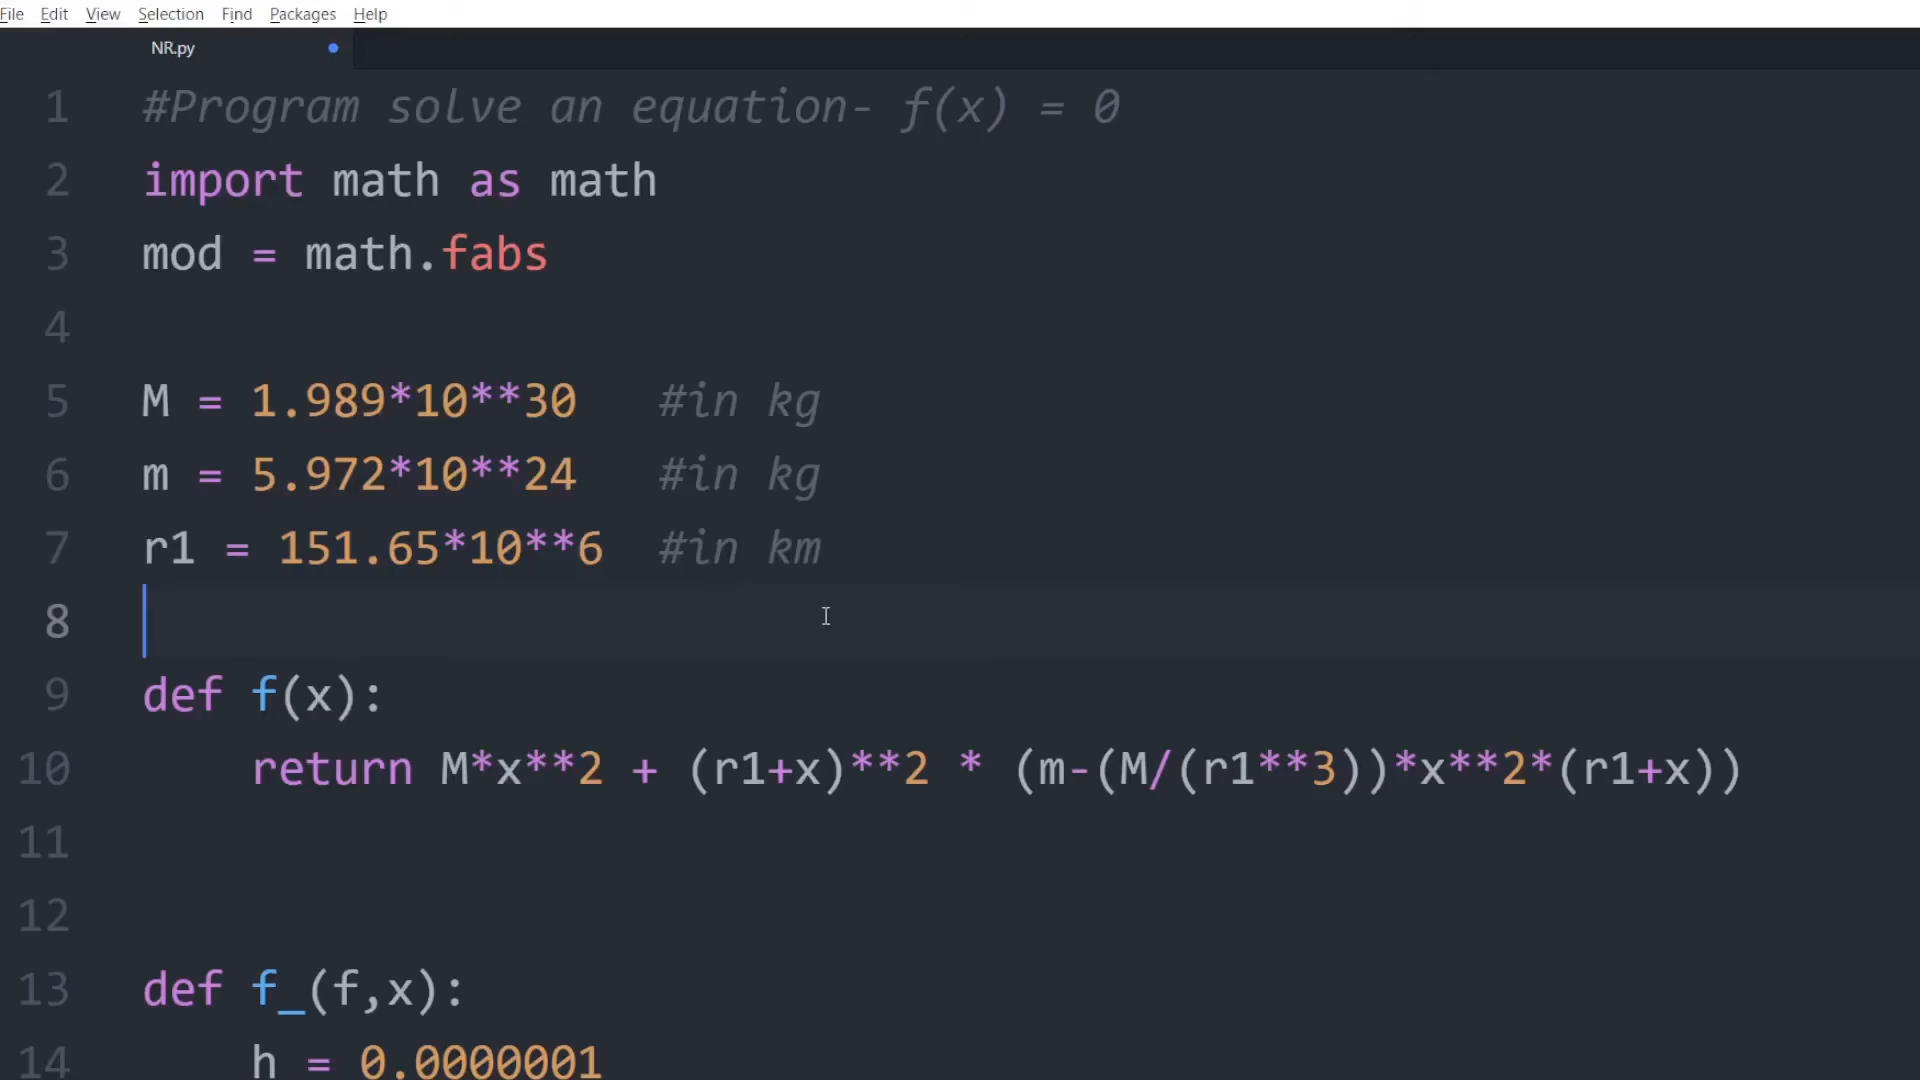 File Edit View Selection Find Packages Help
NR.py
1 #Program solve an equation- f(x) = 0
2 import math as math
3 mod = math.fabs
4
5 M = 1.989*10**30   #in kg
6 m = 5.972*10**24   #in kg
7 r1 = 151.65*10**6  #in km
8
9 def f(x):
10     return M*x**2 + (r1+x)**2 * (m-(M/(r1**3))*x**2*(r1+x))
11
12
13 def f_(f,x):
14     h = 0.0000001